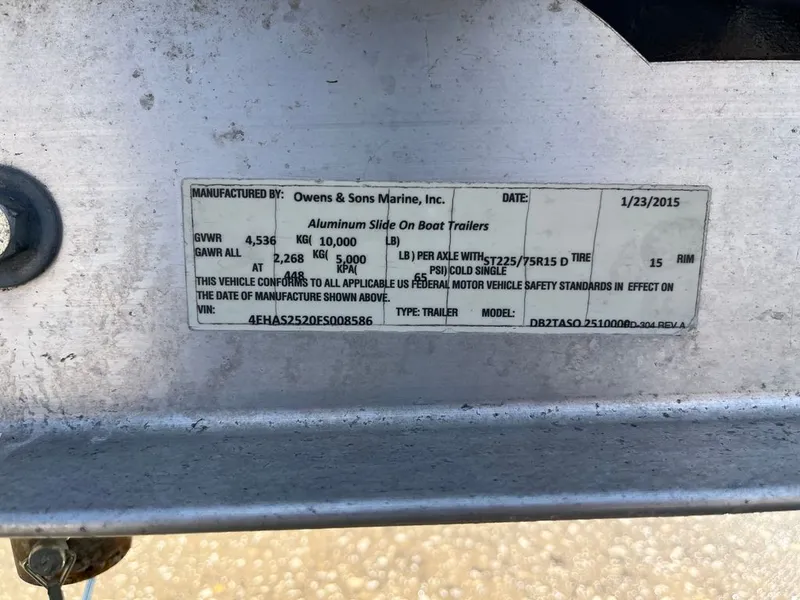 MANUFACTURED BY: Owens & Sons Marine, Inc. DATE: 1/23/2015
Aluminum Slide On Boat Trailers
GVWR 4,536 KG( 10,000 LB)
GAWR ALL 2,268 KG( 5,000 LB ) PER AXLE WITH ST225/75R15 D TIRE 15 RIM
AT 448 KPA( 65 PSI) COLD SINGLE
THIS VEHICLE CONFORMS TO ALL APPLICABLE US FEDERAL MOTOR VEHICLE SAFETY STANDARDS IN EFFECT ON
THE DATE OF MANUFACTURE SHOWN ABOVE.
VIN: 4EHAS2520FS008586 TYPE: TRAILER MODEL: DB2TASO 2510000 D-304 REV A